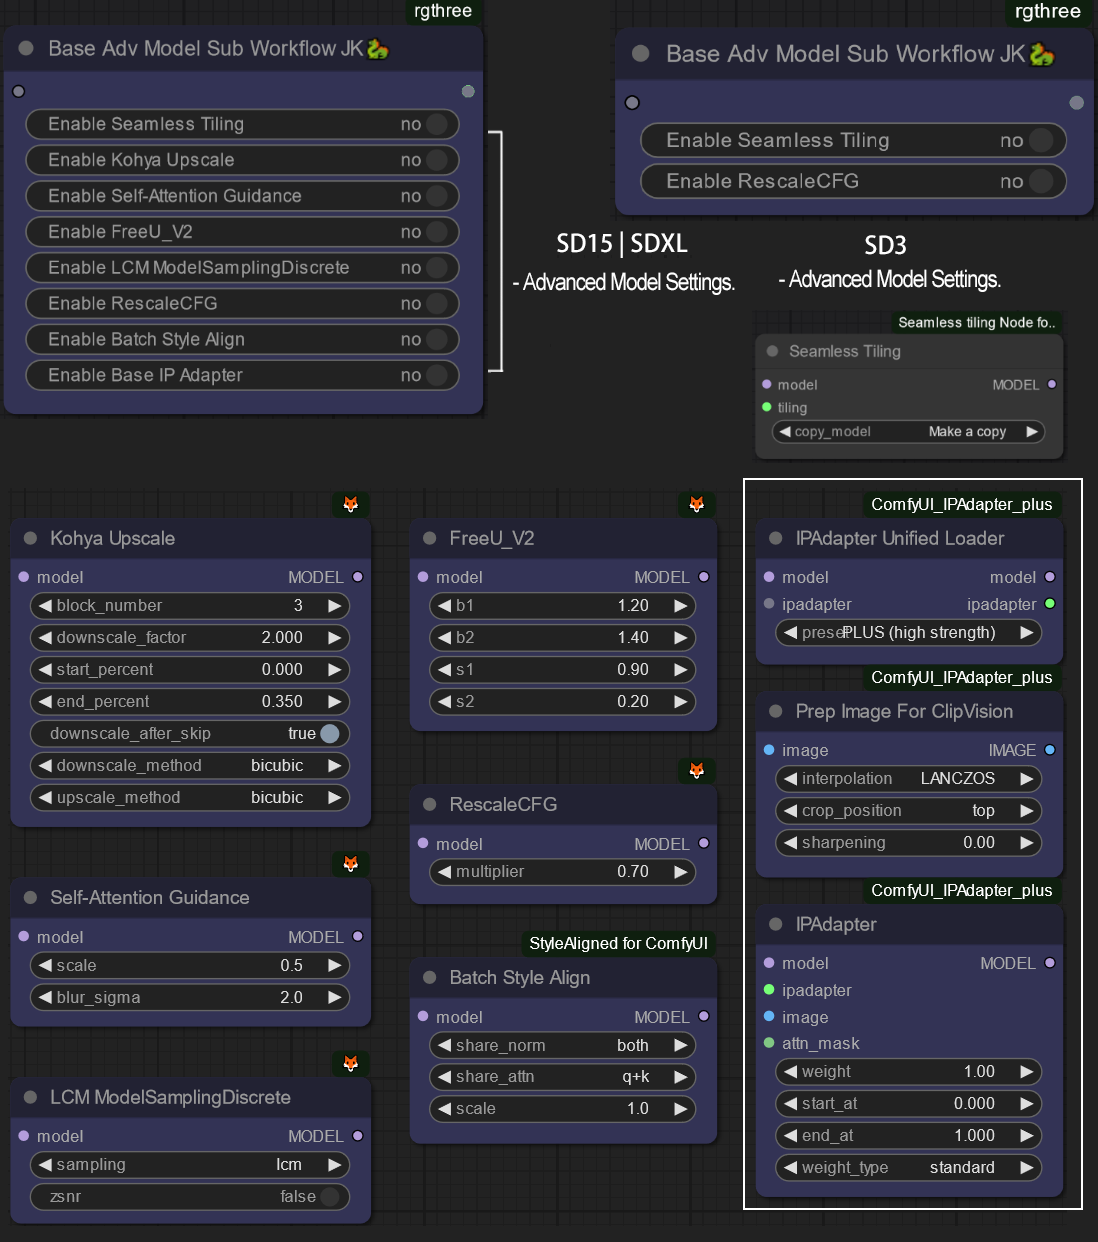 rgthree
Base Adv Model Sub Workflow JK🐉
Enable Seamless Tiling no
Enable Kohya Upscale no
Enable Self-Attention Guidance no
Enable FreeU_V2 no
Enable LCM ModelSamplingDiscrete no
Enable RescaleCFG no
Enable Batch Style Align no
Enable Base IP Adapter no
SD15 | SDXL
- Advanced Model Settings.
rgthree
Base Adv Model Sub Workflow JK🐉
Enable Seamless Tiling no
Enable RescaleCFG no
SD3
- Advanced Model Settings.
Seamless tiling Node fo..
Seamless Tiling
model MODEL
tiling
copy_model Make a copy
Kohya Upscale
model MODEL
block_number 3
downscale_factor 2.000
start_percent 0.000
end_percent 0.350
downscale_after_skip true
downscale_method bicubic
upscale_method bicubic
Self-Attention Guidance
model MODEL
scale 0.5
blur_sigma 2.0
LCM ModelSamplingDiscrete
model MODEL
sampling lcm
zsnr false
FreeU_V2
model MODEL
b1 1.20
b2 1.40
s1 0.90
s2 0.20
RescaleCFG
model MODEL
multiplier 0.70
StyleAligned for ComfyUI
Batch Style Align
model MODEL
share_norm both
share_attn q+k
scale 1.0
ComfyUI_IPAdapter_plus
IPAdapter Unified Loader
model model
ipadapter ipadapter
preset PLUS (high strength)
ComfyUI_IPAdapter_plus
Prep Image For ClipVision
image IMAGE
interpolation LANCZOS
crop_position top
sharpening 0.00
ComfyUI_IPAdapter_plus
IPAdapter
model MODEL
ipadapter
image
attn_mask
weight 1.00
start_at 0.000
end_at 1.000
weight_type standard